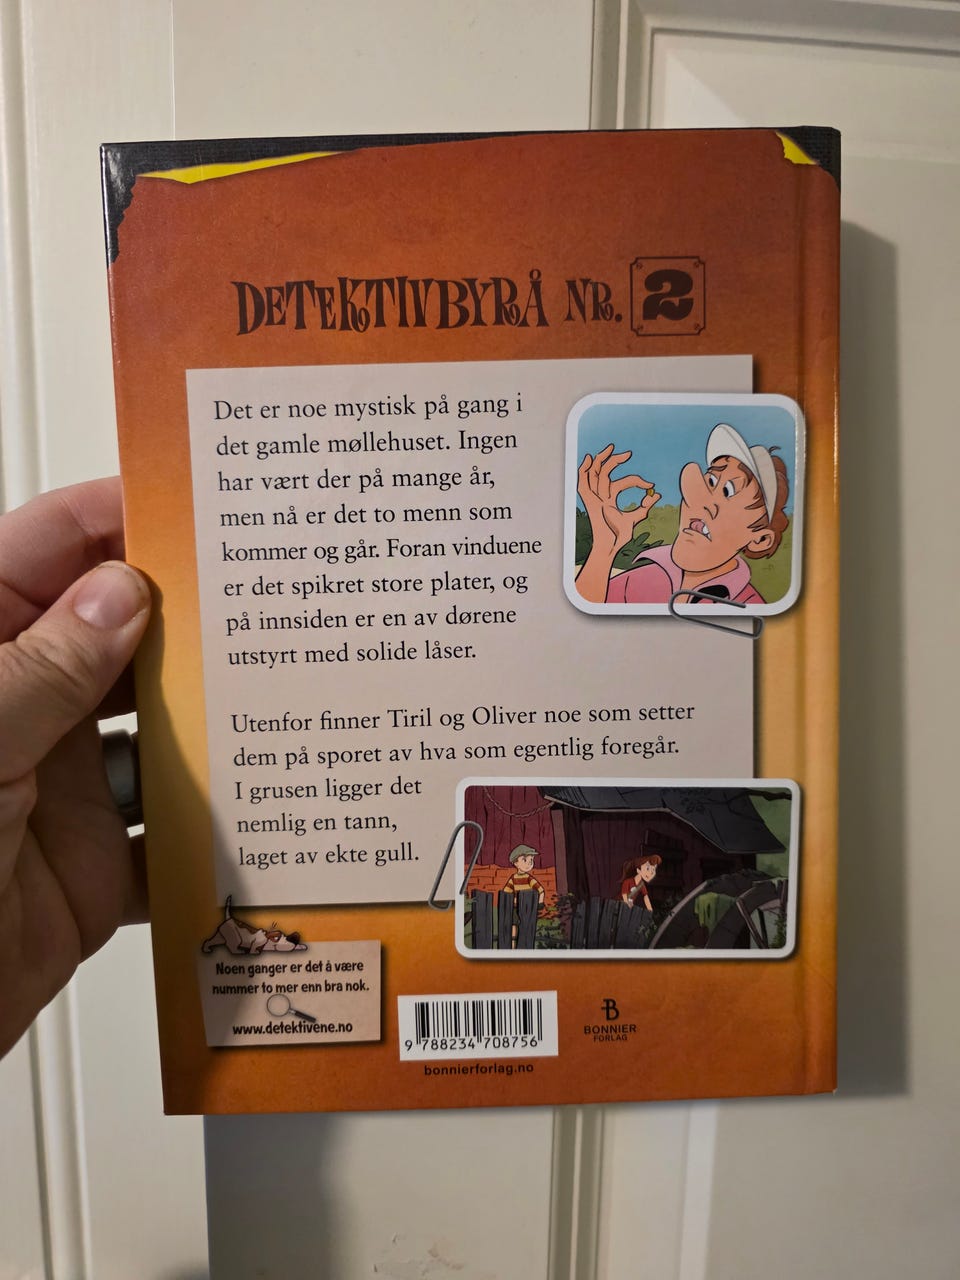 DETEKTIVBYRÅ NR. 2
Det er noe mystisk på gang i
det gamle møllehuset. Ingen
har vært der på mange år,
men nå er det to menn som
kommer og går. Foran vinduene
er det spikret store plater, og
på innsiden er en av dørene
utstyrt med solide låser.
Utenfor finner Tiril og Oliver noe som setter
dem på sporet av hva som egentlig foregår.
I grusen ligger det
nemlig en tann,
laget av ekte gull.
Noen ganger er det å være
nummer to mer enn bra nok.
www.detektivene.no
9 788234 708756
bonnierforlag.no
B
BONNIER
FORLAG